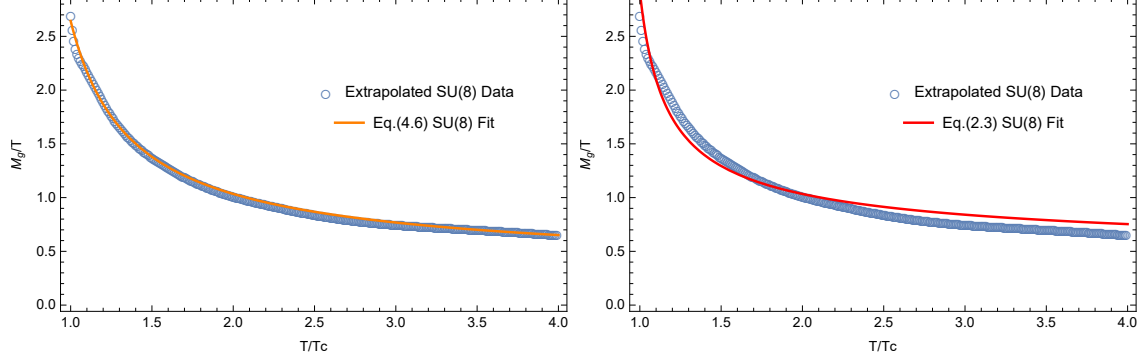 2.5
2.0
1.5
1.0
0.5
0.0
Mg/T
Extrapolated SU(8) Data
Eq.(4.6) SU(8) Fit
1.0 1.5 2.0 2.5 3.0 3.5 4.0
T/Tc
2.5
2.0
1.5
1.0
0.5
0.0
Mg/T
Extrapolated SU(8) Data
Eq.(2.3) SU(8) Fit
1.0 1.5 2.0 2.5 3.0 3.5 4.0
T/Tc